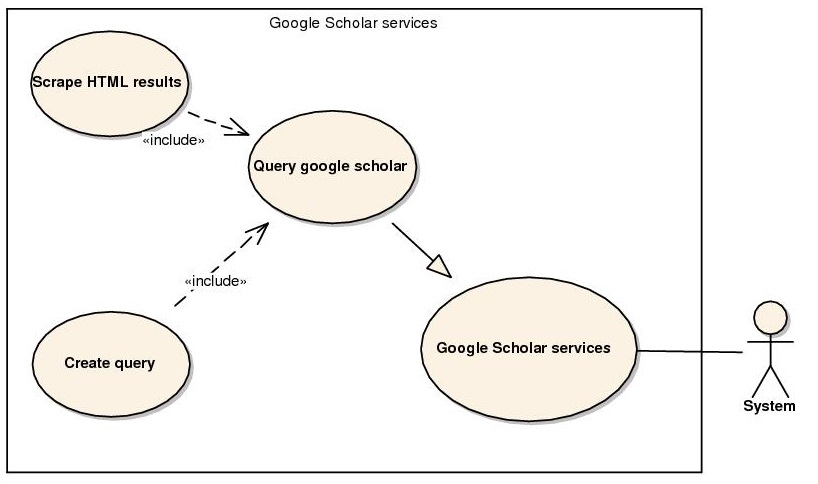 Google Scholar services
Scrape HTML results
«include»
Query google scholar
«include»
Create query
Google Scholar services
System